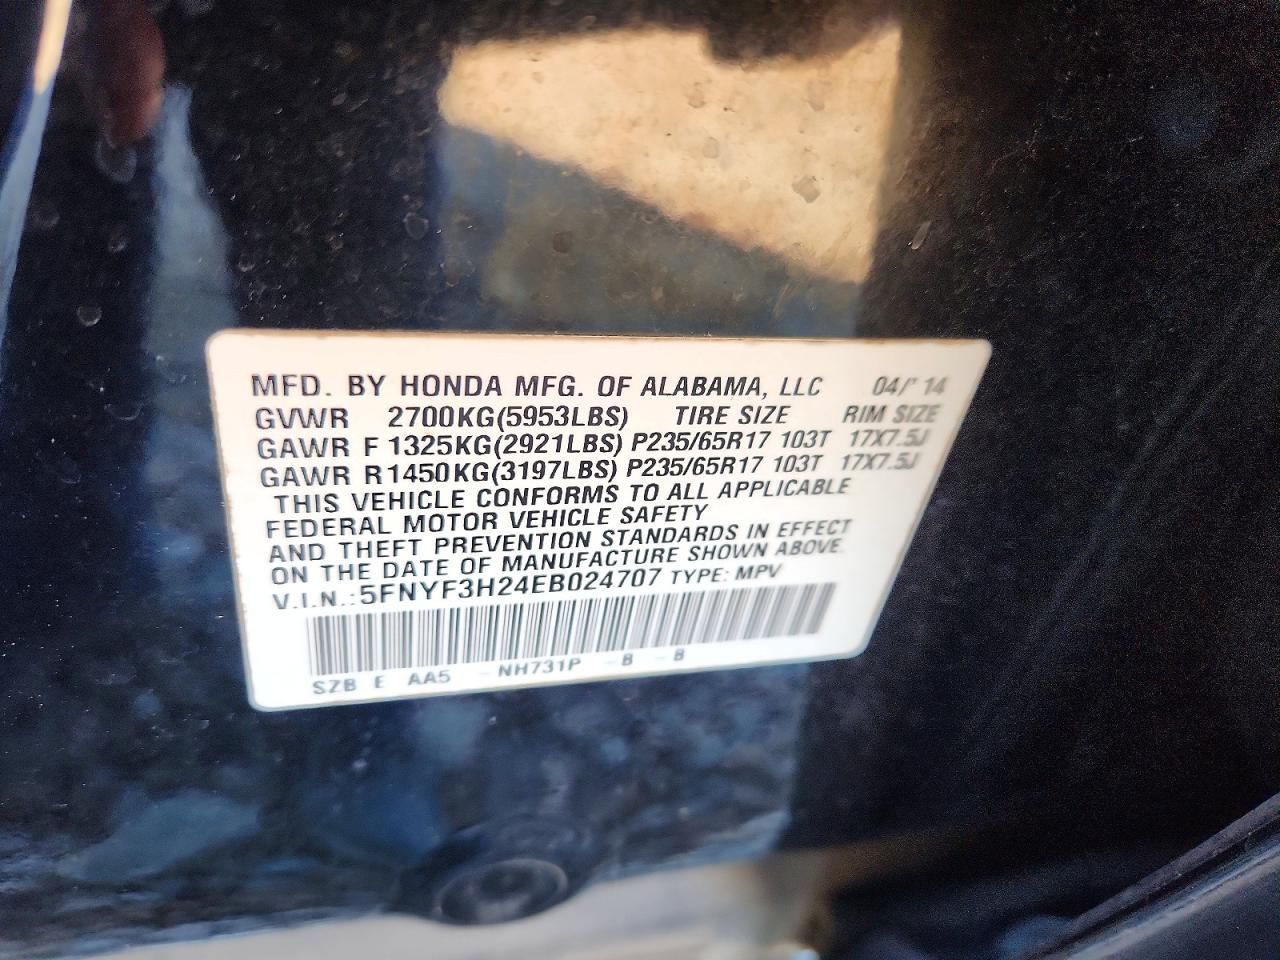 MFD. BY HONDA MFG. OF ALABAMA, LLC 04/'14
GVWR 2700KG(5953LBS) TIRE SIZE RIM SIZE
GAWR F 1325KG(2921LBS) P235/65R17 103T 17X7.5J
GAWR R1450KG(3197LBS) P235/65R17 103T 17X7.5J
THIS VEHICLE CONFORMS TO ALL APPLICABLE
FEDERAL MOTOR VEHICLE SAFETY
AND THEFT PREVENTION STANDARDS IN EFFECT
ON THE DATE OF MANUFACTURE SHOWN ABOVE.
V.I.N.:5FNYF3H24EB024707 TYPE: MPV
SZB E AA5 -NH731P -B -B